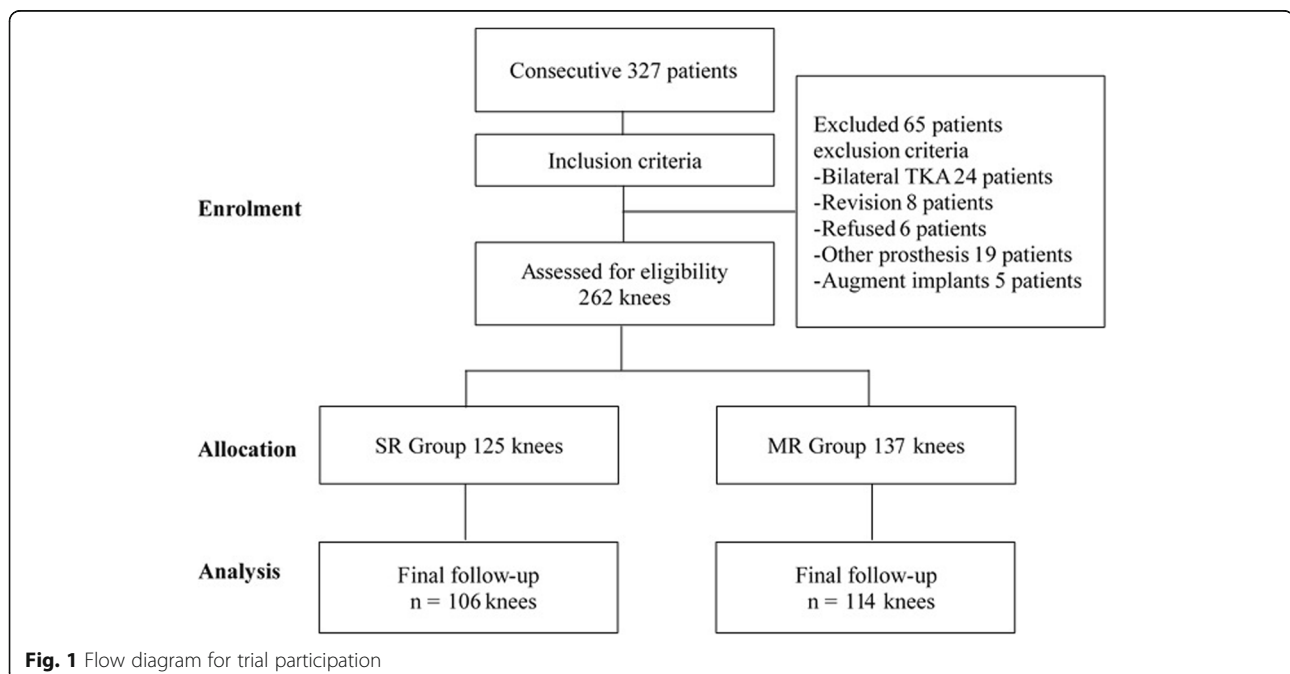 Consecutive 327 patients
Inclusion criteria
Excluded 65 patients
exclusion criteria
-Bilateral TKA 24 patients
-Revision 8 patients
-Refused 6 patients
-Other prosthesis 19 patients
-Augment implants 5 patients
Enrolment
Assessed for eligibility
262 knees
Allocation
SR Group 125 knees
MR Group 137 knees
Analysis
Final follow-up
n = 106 knees
Final follow-up
n = 114 knees
Fig. 1 Flow diagram for trial participation